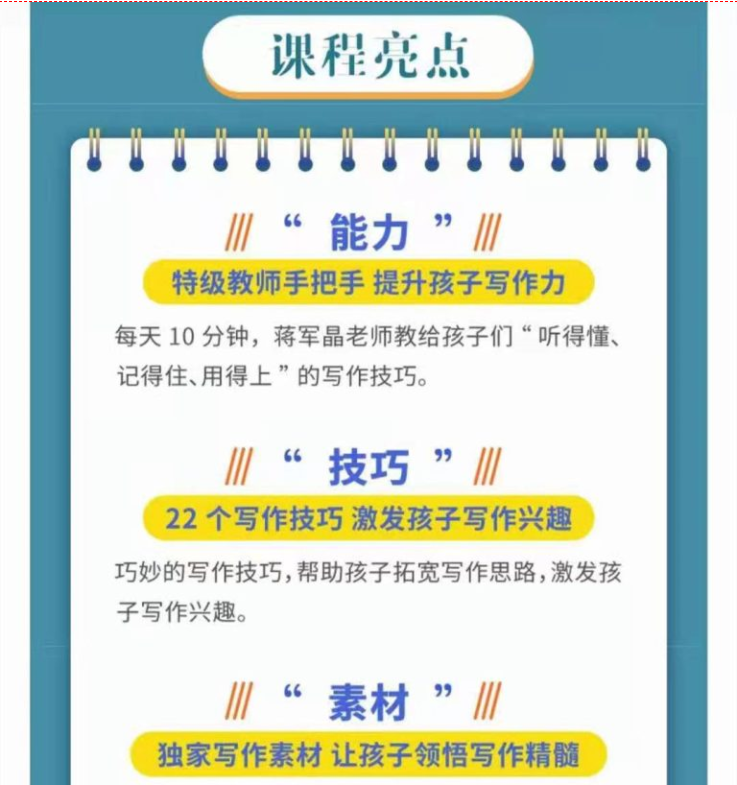 课程亮点
“ 能力 ”
特级教师手把手 提升孩子写作力
每天 10 分钟，蒋军晶老师教给孩子们“ 听得懂、
记得住、用得上 ” 的写作技巧。
“ 技巧 ”
22 个写作技巧 激发孩子写作兴趣
巧妙的写作技巧，帮助孩子拓宽写作思路，激发孩
子写作兴趣。
“ 素材 ”
独家写作素材 让孩子领悟写作精髓